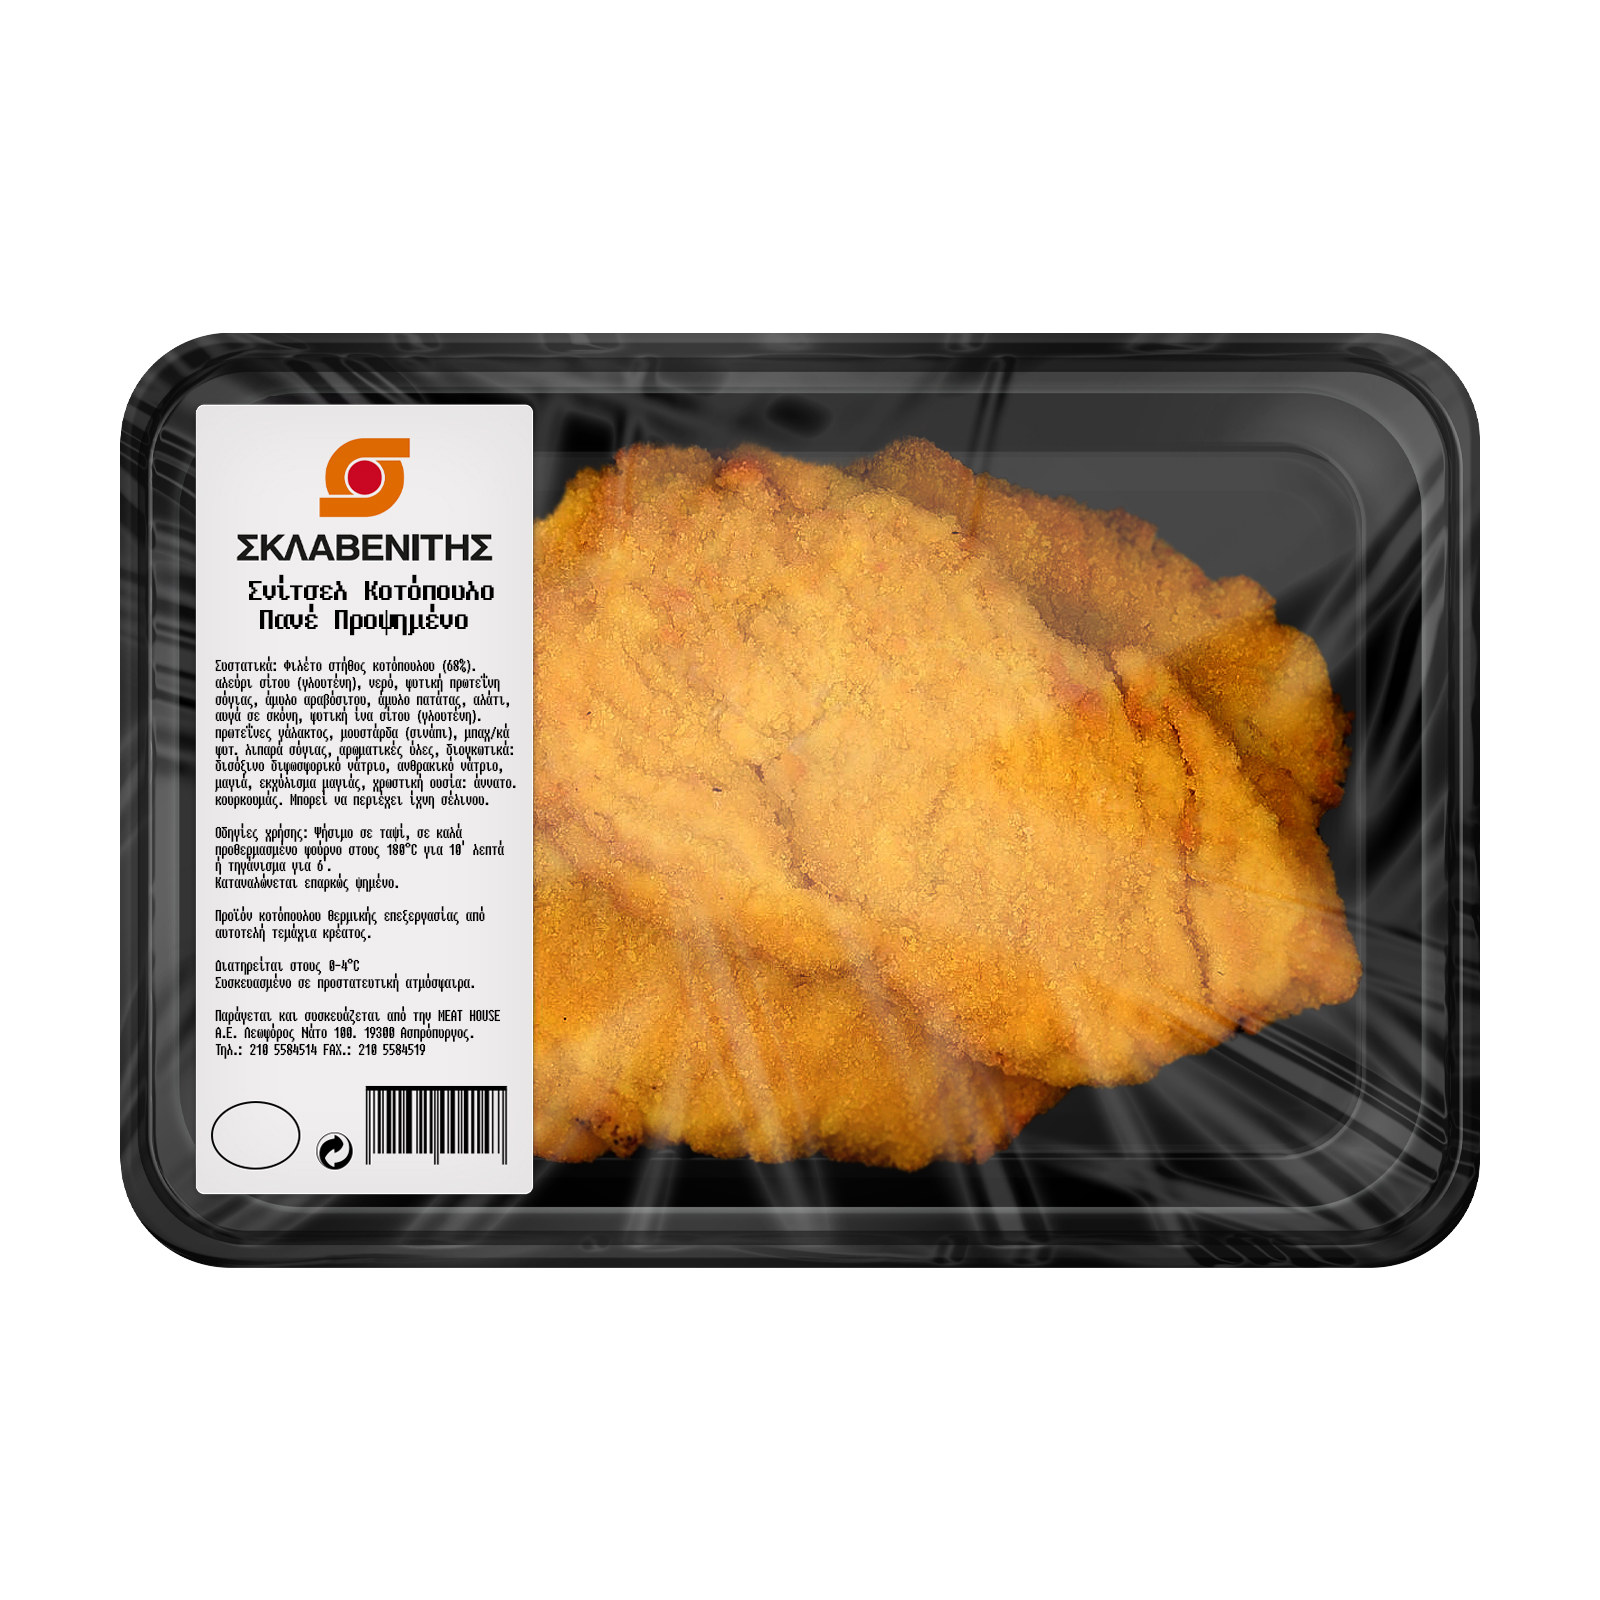 ΣΚΛΑΒΕΝΙΤΗΣ
Σνίτσελ Κοτόπουλο
Πανέ Προψημένο
Συστατικά: Φιλέτο στήθος κοτόπουλου (68%).
αλεύρι σίτου (γλουτένη), νερό, φυτική πρωτεΐνη
σόγιας, άμυλο αραβόσιτου, άμυλο πατάτας, αλάτι,
αυγά σε σκόνη, φυτική ίνα σίτου (γλουτένη).
πρωτεΐνες γάλακτος, μουστάρδα (σινάπι), μπαχ/κά
φυτ. λιπαρά σόγιας, αρωματικές ύλες, διογκωτικά:
δισόξινο διφωσφορικό νάτριο, ανθρακικό νάτριο,
μαγιά, εκχύλισμα μαγιάς, χρωστική ουσία: άννατο.
κουρκουμάς. Μπορεί να περιέχει ίχνη σέλινου.
Οδηγίες χρήσης: Ψήσιμο σε ταψί, σε καλά
προθερμασμένο φούρνο στους 180°C για 10' λεπτά
ή τηγάνισμα για 6'.
Καταναλώνεται επαρκώς ψημένο.
Προϊόν κοτόπουλου θερμικής επεξεργασίας από
αυτοτελή τεμάχια κρέατος.
Διατηρείται στους 0-4°C
Συσκευασμένο σε προστατευτική ατμόσφαιρα.
Παράγεται και συσκευάζεται από την MEAT HOUSE
Α.Ε. Λεωφόρος Νάτο 100. 19300 Ασπρόπυργος.
Τηλ.: 210 5584514 FAX.: 210 5584519